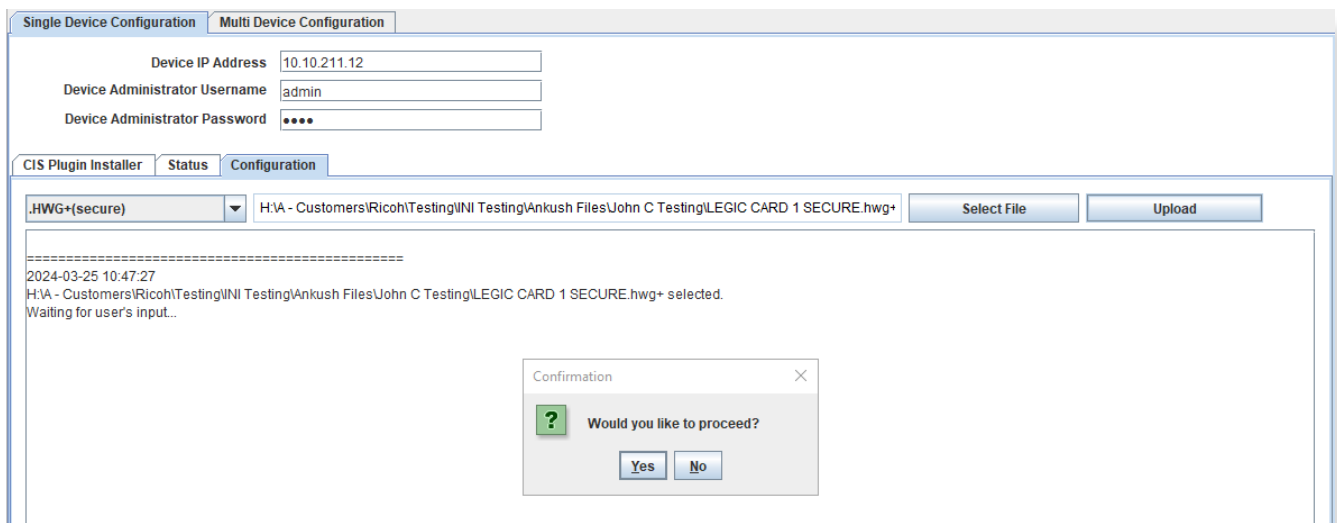 Single Device Configuration Multi Device Configuration
Device IP Address 10.10.211.12
Device Administrator Username admin
Device Administrator Password ••••
CIS Plugin Installer Status Configuration
.HWG+(secure) H:\A - Customers\Ricoh\Testing\INI Testing\Ankush Files\John C Testing\LEGIC CARD 1 SECURE.hwg+ Select File Upload
================================================
2024-03-25 10:47:27
H:\A - Customers\Ricoh\Testing\INI Testing\Ankush Files\John C Testing\LEGIC CARD 1 SECURE.hwg+ selected.
Waiting for user's input...
Confirmation
? Would you like to proceed?
Yes No